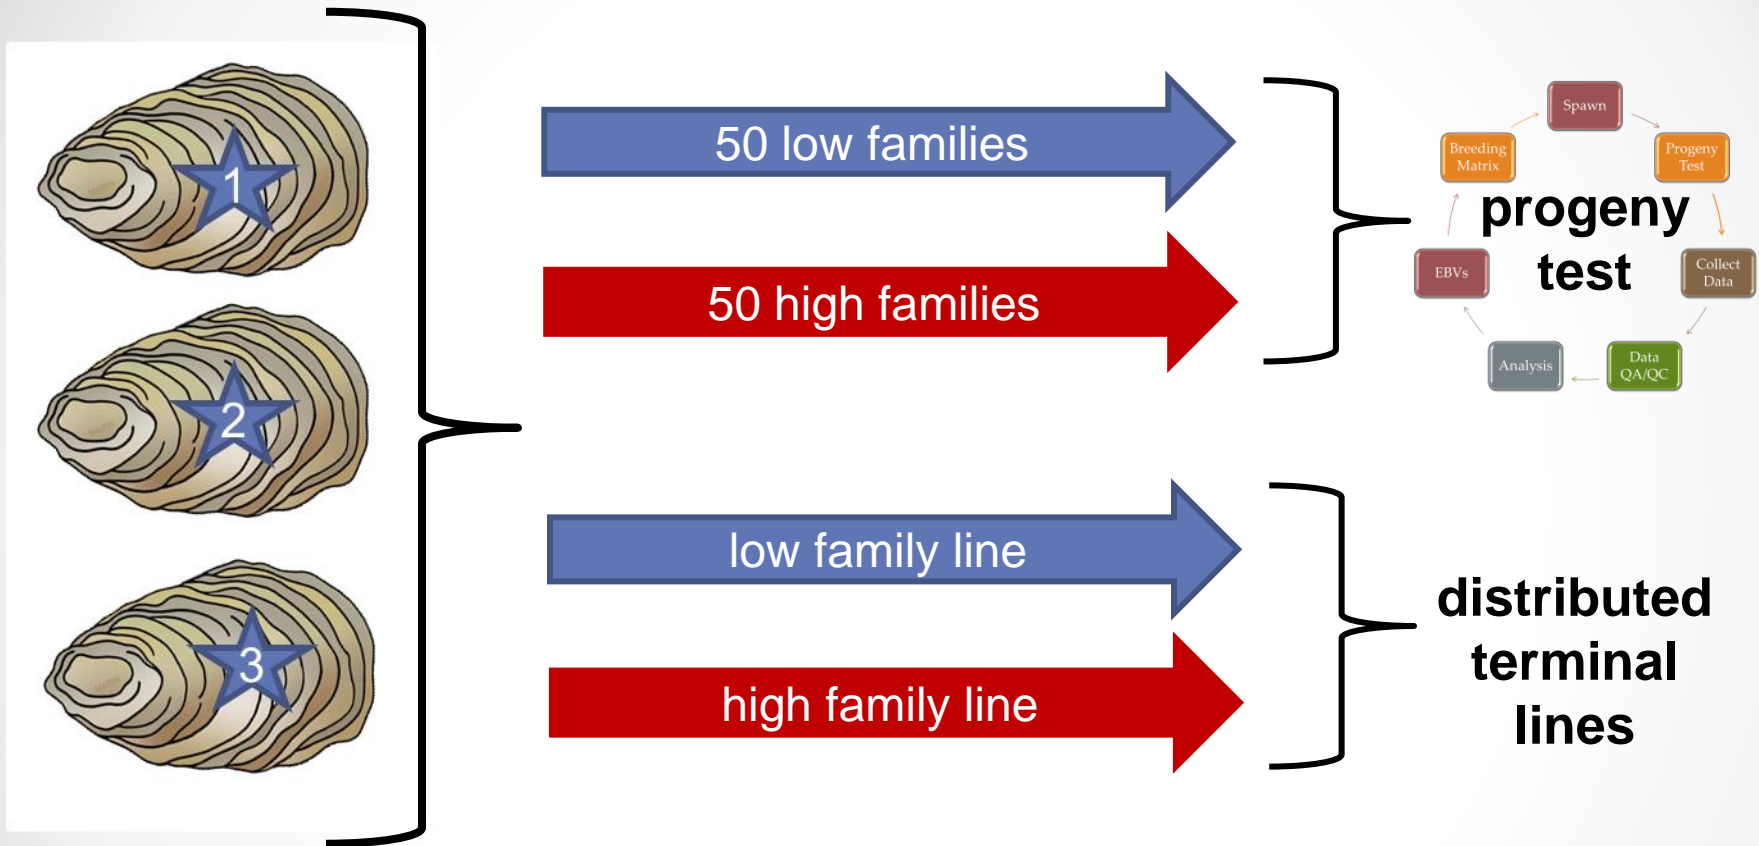 1
2
3
50 low families
50 high families
low family line
high family line
Spawn
Progeny
Test
Collect
Data
Data
QA/QC
Analysis
EBVs
Breeding
Matrix
progeny
test
distributed
terminal
lines